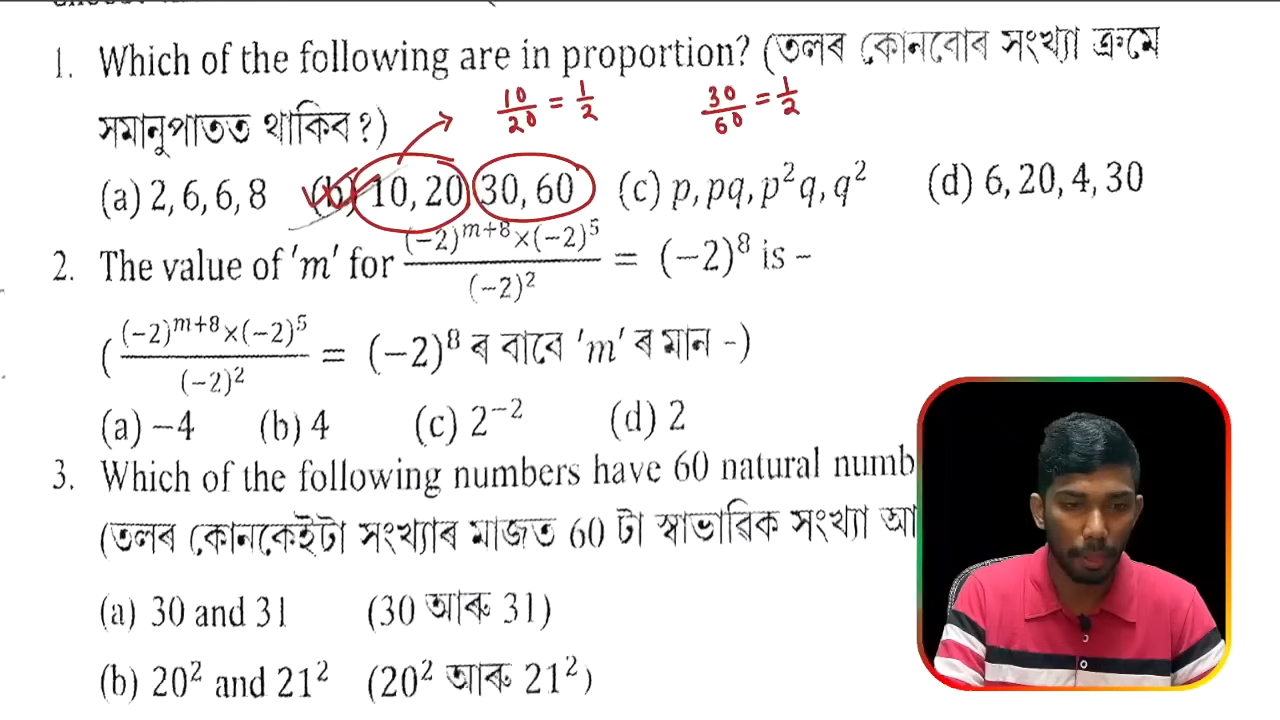 1. Which of the following are in proportion? (তলৰ কোনবোৰ সংখ্যা ক্ৰমে
10/20 = 1/2 30/60 = 1/2
সমানুপাতত থাকিব?)
(a) 2, 6, 6, 8 (b) 10, 20, 30, 60 (c) p, pq, p²q, q² (d) 6, 20, 4, 30
2. The value of 'm' for (−2)^{m+8}×(−2)^5/(−2)^2 = (−2)^8 is -
((−2)^{m+8}×(−2)^5/(−2)^2 = (−2)^8 ৰ বাবে 'm' ৰ মান -)
(a) −4 (b) 4 (c) 2^{−2} (d) 2
3. Which of the following numbers have 60 natural numb
(তলৰ কোনকেইটা সংখ্যাৰ মাজত 60 টা স্বাভাৱিক সংখ্যা আ
(a) 30 and 31 (30 আৰু 31)
(b) 20² and 21² (20² আৰু 21²)